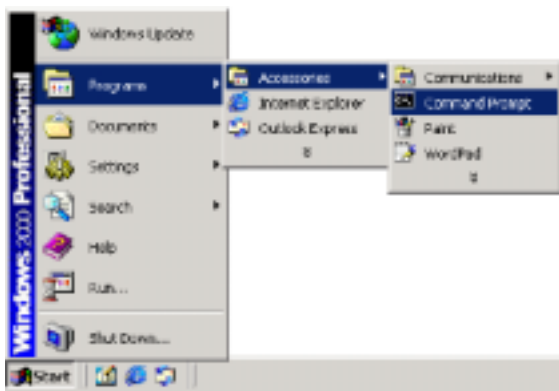 Windows 2000 Professional
Windows Update
Programs
Documents
Settings
Search
Help
Run...
Shut Down...
Accessories
Internet Explorer
Outlook Express
Communications
Command Prompt
Paint
WordPad
Start